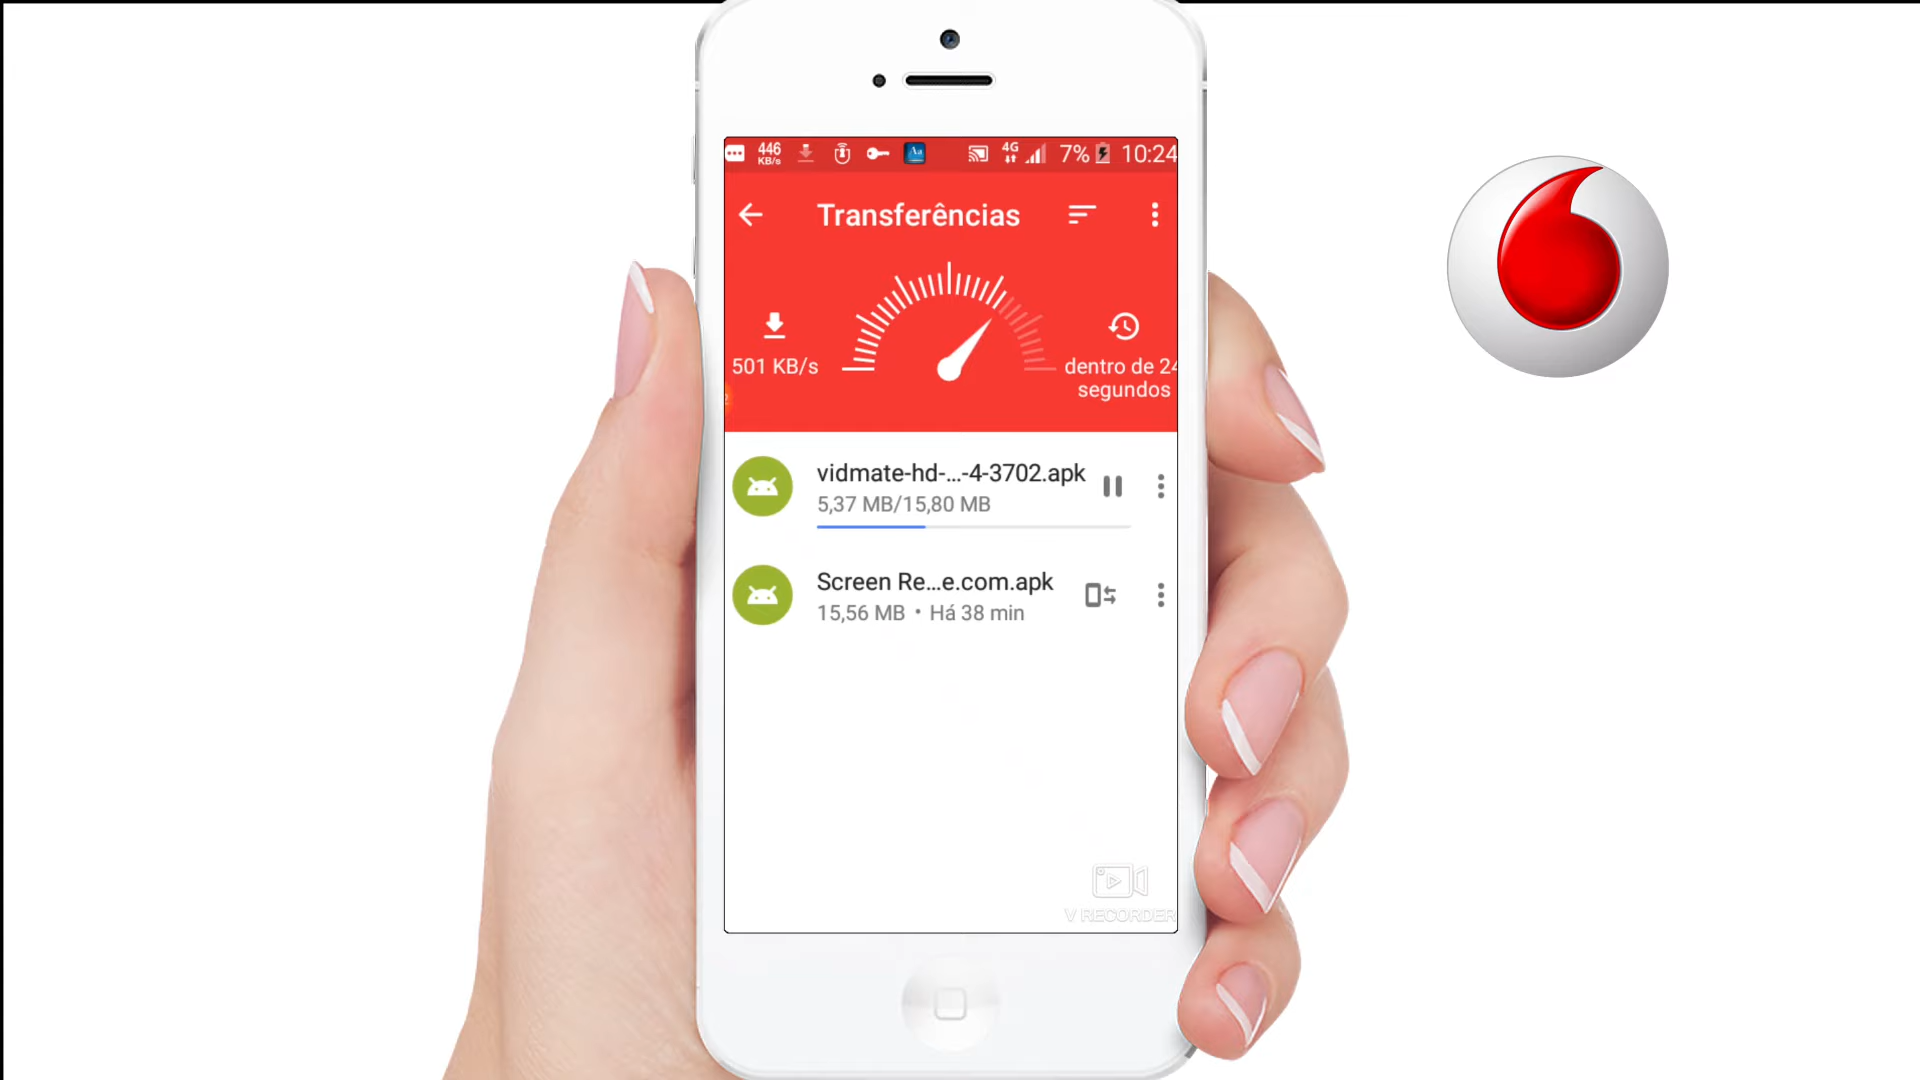 446
KB/s
Aa
4G
7%
10:24
Transferências
501 KB/s
dentro de 24
segundos
vidmate-hd-...-4-3702.apk
5,37 MB/15,80 MB
Screen Re...e.com.apk
15,56 MB • Há 38 min
V RECORDER